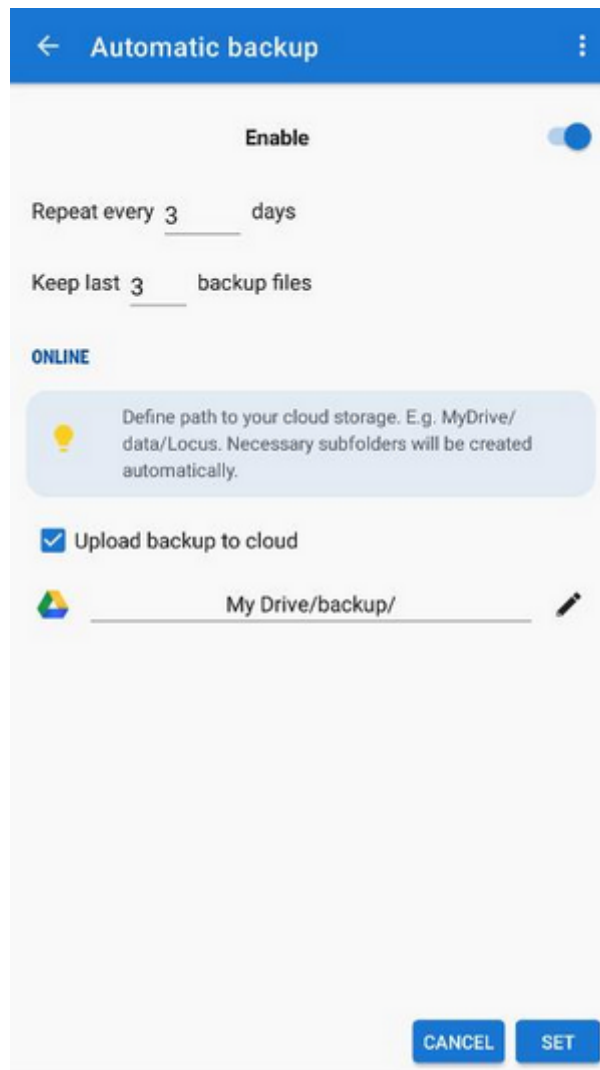 Automatic backup
Enable
Repeat every 3 days
Keep last 3 backup files
ONLINE
Define path to your cloud storage. E.g. MyDrive/
data/Locus. Necessary subfolders will be created
automatically.
Upload backup to cloud
My Drive/backup/
CANCEL SET